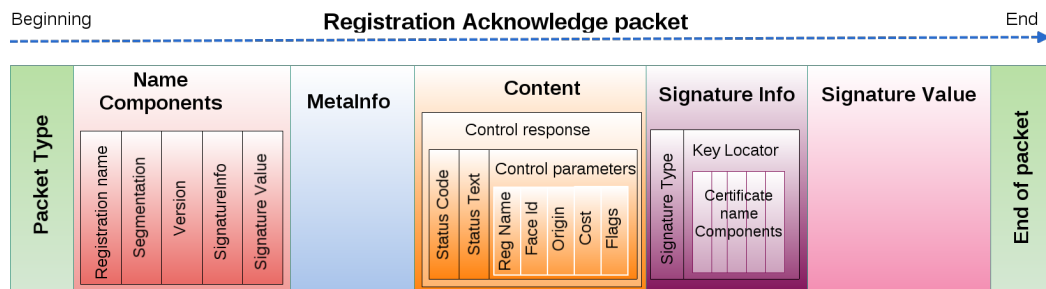 Beginning
Registration Acknowledge packet
End
Packet Type
Name
Components
Registration name
Segmentation
Version
SignatureInfo
Signature Value
MetaInfo
Content
Control response
Status Code
Status Text
Control parameters
Reg Name
Face Id
Origin
Cost
Flags
Signature Info
Signature Type
Key Locator
Certificate
name
Components
Signature Value
End of packet